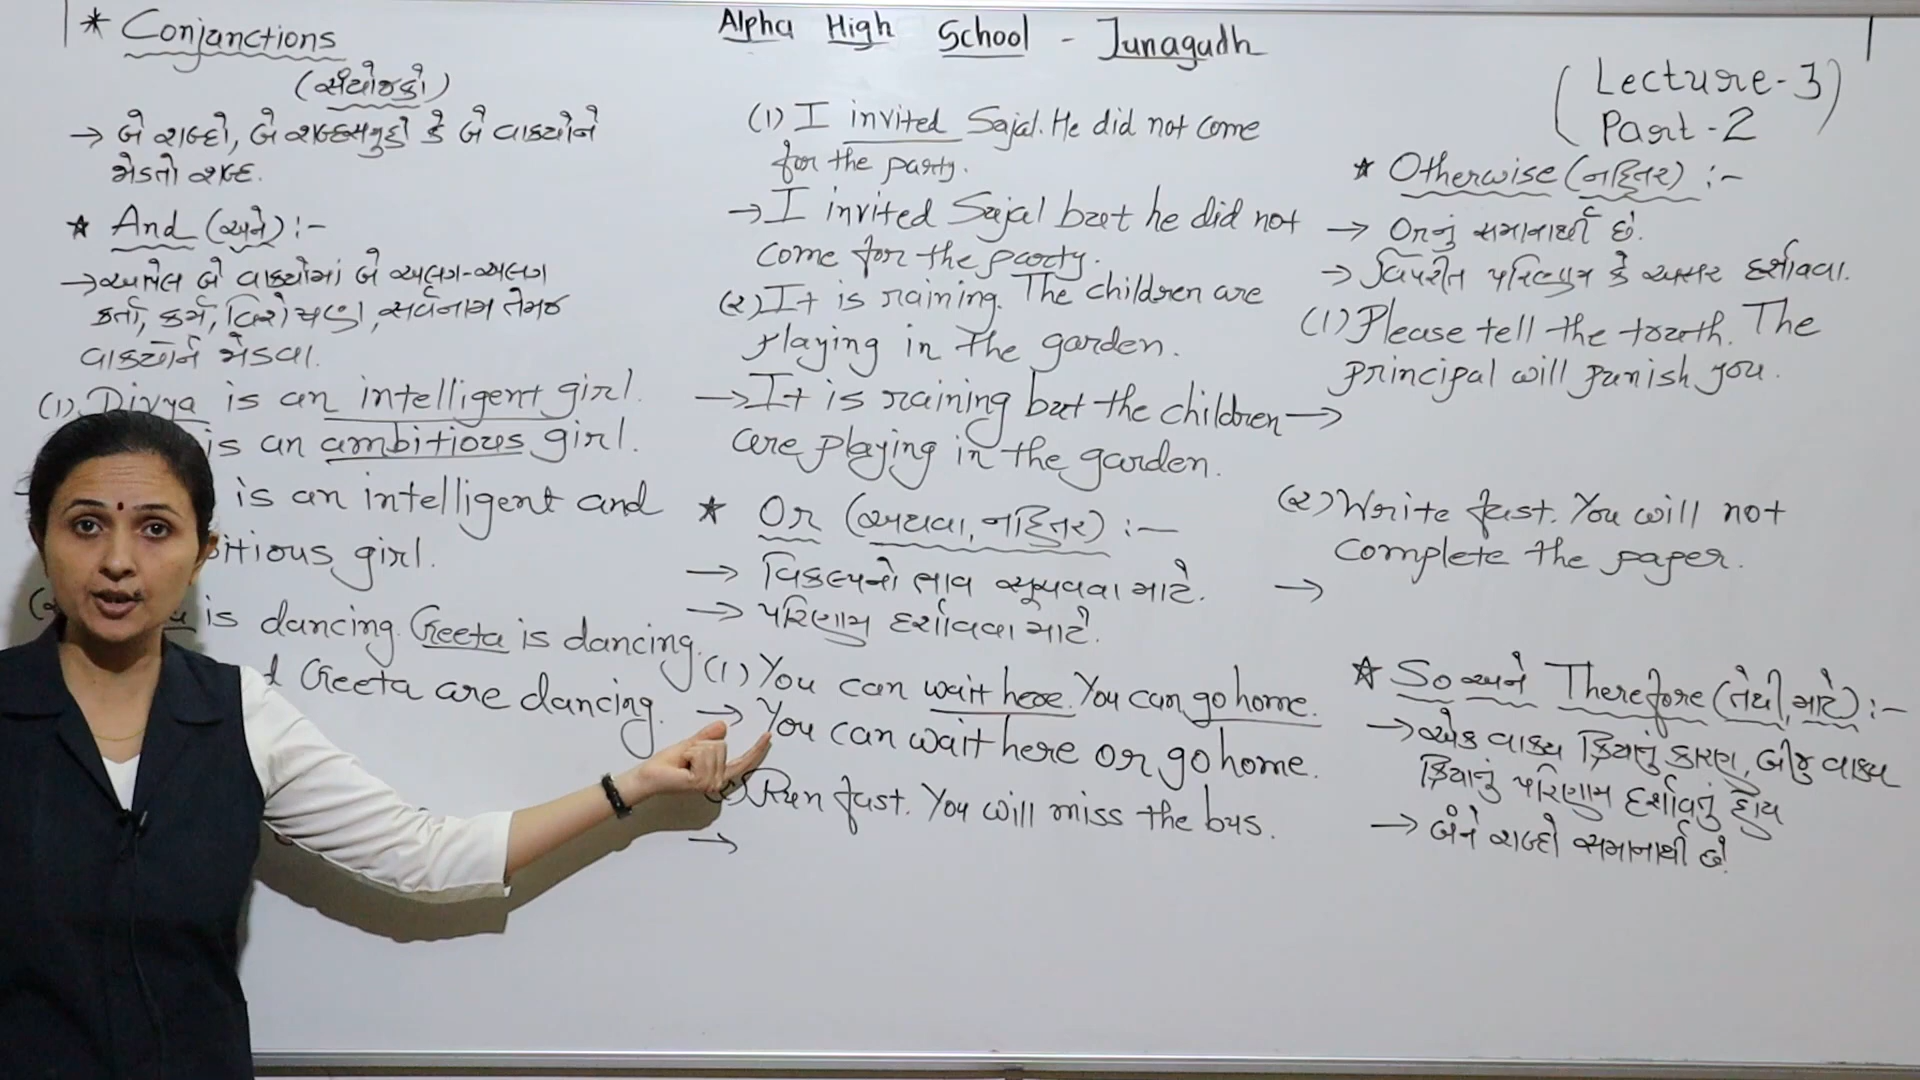 * Conjunctions
(સંયોજકો)
→ બે શબ્દો, બે શબ્દસમુહો કે બે વાક્યોને
જોડતો શબ્દ.
* And (અને) :-
→ આપેલ બે વાક્યોમાં બે અલગ-અલગ
કર્તા, કર્મ, વિશેષણ, સર્વનામ તેમજ
વાક્યોને જોડવા.
(1) Divya is an intelligent girl.
is an ambitious girl.
is an intelligent and
bitious girl.
is dancing. Geeta is dancing.
d Geeta are dancing.
Alpha High School - Junagadh
(1) I invited Sajal. He did not come
for the party.
→ I invited Sajal but he did not
come for the party.
(2) It is raining. The children are
playing in the garden.
→ It is raining but the children
are playing in the garden.
* Or (અથવા, નહિતર) :-
→ વિકલ્પનો ભાવ સૂચવવા માટે.
→ પરિણામ દર્શાવવા માટે.
(1) You can wait here. You can go home.
→ You can wait here or go home.
Run fast. You will miss the bus.
→
(Lecture-3
Part-2)
* Otherwise (નહિતર) :-
→ Orનું સમાનાર્થી છે.
→ વિપરીત પરિણામ કે અસર દર્શાવવા.
(1) Please tell the truth. The
principal will punish you.
→
(2) Write fast. You will not
complete the paper.
→
* So અને Therefore (તેથી, માટે) :-
→ એક વાક્ય ક્રિયાનું કારણ, બીજુ વાક્ય
ક્રિયાનું પરિણામ દર્શાવતું હોય
→ બંને શબ્દો સમાનાર્થી છે.